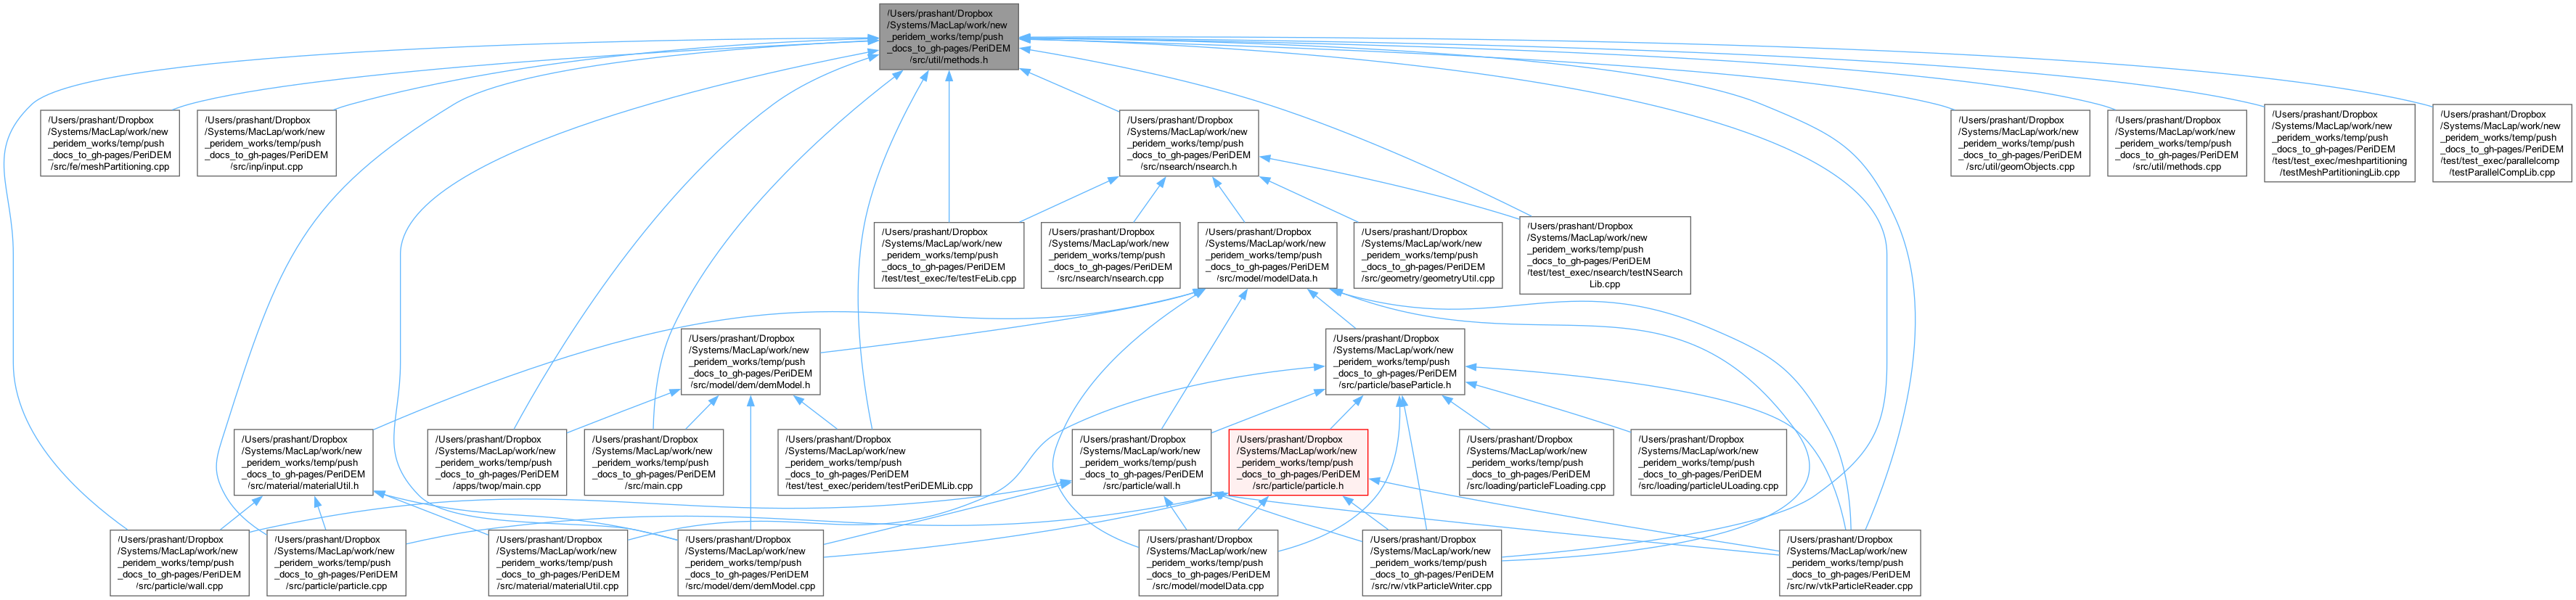 /Users/prashant/Dropbox
/Systems/MacLap/work/new
_peridem_works/temp/push
_docs_to_gh-pages/PeriDEM
/src/util/methods.h
/Users/prashant/Dropbox
/Systems/MacLap/work/new
_peridem_works/temp/push
_docs_to_gh-pages/PeriDEM
/src/fe/meshPartitioning.cpp
/Users/prashant/Dropbox
/Systems/MacLap/work/new
_peridem_works/temp/push
_docs_to_gh-pages/PeriDEM
/src/inp/input.cpp
/Users/prashant/Dropbox
/Systems/MacLap/work/new
_peridem_works/temp/push
_docs_to_gh-pages/PeriDEM
/src/nsearch/nsearch.h
/Users/prashant/Dropbox
/Systems/MacLap/work/new
_peridem_works/temp/push
_docs_to_gh-pages/PeriDEM
/src/util/geomObjects.cpp
/Users/prashant/Dropbox
/Systems/MacLap/work/new
_peridem_works/temp/push
_docs_to_gh-pages/PeriDEM
/src/util/methods.cpp
/Users/prashant/Dropbox
/Systems/MacLap/work/new
_peridem_works/temp/push
_docs_to_gh-pages/PeriDEM
/test/test_exec/meshpartitioning
/testMeshPartitioningLib.cpp
/Users/prashant/Dropbox
/Systems/MacLap/work/new
_peridem_works/temp/push
_docs_to_gh-pages/PeriDEM
/test/test_exec/parallelcomp
/testParallelCompLib.cpp
/Users/prashant/Dropbox
/Systems/MacLap/work/new
_peridem_works/temp/push
_docs_to_gh-pages/PeriDEM
/test/test_exec/fe/testFeLib.cpp
/Users/prashant/Dropbox
/Systems/MacLap/work/new
_peridem_works/temp/push
_docs_to_gh-pages/PeriDEM
/src/nsearch/nsearch.cpp
/Users/prashant/Dropbox
/Systems/MacLap/work/new
_peridem_works/temp/push
_docs_to_gh-pages/PeriDEM
/src/model/modelData.h
/Users/prashant/Dropbox
/Systems/MacLap/work/new
_peridem_works/temp/push
_docs_to_gh-pages/PeriDEM
/src/geometry/geometryUtil.cpp
/Users/prashant/Dropbox
/Systems/MacLap/work/new
_peridem_works/temp/push
_docs_to_gh-pages/PeriDEM
/test/test_exec/nsearch/testNSearch
Lib.cpp
/Users/prashant/Dropbox
/Systems/MacLap/work/new
_peridem_works/temp/push
_docs_to_gh-pages/PeriDEM
/src/model/dem/demModel.h
/Users/prashant/Dropbox
/Systems/MacLap/work/new
_peridem_works/temp/push
_docs_to_gh-pages/PeriDEM
/src/particle/baseParticle.h
/Users/prashant/Dropbox
/Systems/MacLap/work/new
_peridem_works/temp/push
_docs_to_gh-pages/PeriDEM
/src/material/materialUtil.h
/Users/prashant/Dropbox
/Systems/MacLap/work/new
_peridem_works/temp/push
_docs_to_gh-pages/PeriDEM
/apps/twop/main.cpp
/Users/prashant/Dropbox
/Systems/MacLap/work/new
_peridem_works/temp/push
_docs_to_gh-pages/PeriDEM
/src/main.cpp
/Users/prashant/Dropbox
/Systems/MacLap/work/new
_peridem_works/temp/push
_docs_to_gh-pages/PeriDEM
/test/test_exec/peridem/testPeriDEMLib.cpp
/Users/prashant/Dropbox
/Systems/MacLap/work/new
_peridem_works/temp/push
_docs_to_gh-pages/PeriDEM
/src/particle/wall.h
/Users/prashant/Dropbox
/Systems/MacLap/work/new
_peridem_works/temp/push
_docs_to_gh-pages/PeriDEM
/src/particle/particle.h
/Users/prashant/Dropbox
/Systems/MacLap/work/new
_peridem_works/temp/push
_docs_to_gh-pages/PeriDEM
/src/loading/particleFLoading.cpp
/Users/prashant/Dropbox
/Systems/MacLap/work/new
_peridem_works/temp/push
_docs_to_gh-pages/PeriDEM
/src/loading/particleULoading.cpp
/Users/prashant/Dropbox
/Systems/MacLap/work/new
_peridem_works/temp/push
_docs_to_gh-pages/PeriDEM
/src/particle/wall.cpp
/Users/prashant/Dropbox
/Systems/MacLap/work/new
_peridem_works/temp/push
_docs_to_gh-pages/PeriDEM
/src/particle/particle.cpp
/Users/prashant/Dropbox
/Systems/MacLap/work/new
_peridem_works/temp/push
_docs_to_gh-pages/PeriDEM
/src/material/materialUtil.cpp
/Users/prashant/Dropbox
/Systems/MacLap/work/new
_peridem_works/temp/push
_docs_to_gh-pages/PeriDEM
/src/model/dem/demModel.cpp
/Users/prashant/Dropbox
/Systems/MacLap/work/new
_peridem_works/temp/push
_docs_to_gh-pages/PeriDEM
/src/model/modelData.cpp
/Users/prashant/Dropbox
/Systems/MacLap/work/new
_peridem_works/temp/push
_docs_to_gh-pages/PeriDEM
/src/rw/vtkParticleWriter.cpp
/Users/prashant/Dropbox
/Systems/MacLap/work/new
_peridem_works/temp/push
_docs_to_gh-pages/PeriDEM
/src/rw/vtkParticleReader.cpp